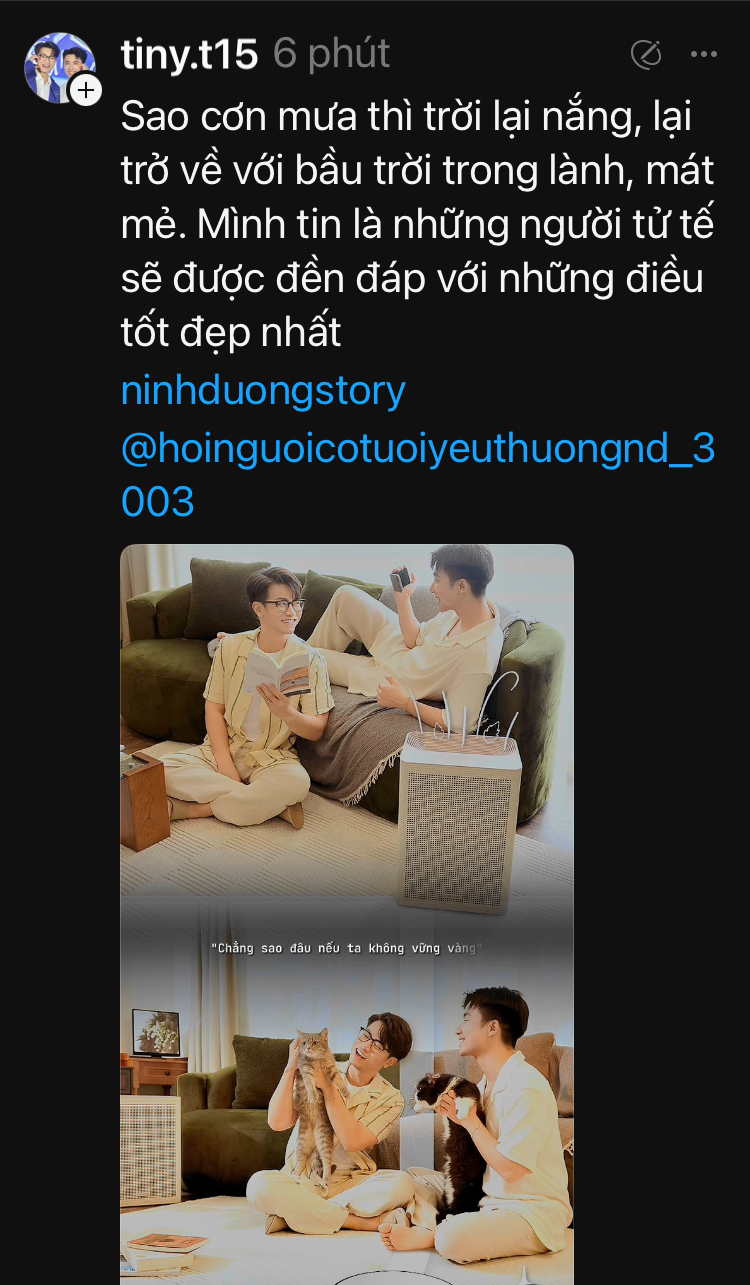 tiny.t15 6 phút
Sao cơn mưa thì trời lại nắng, lại
trở về với bầu trời trong lành, mát
mẻ. Mình tin là những người tử tế
sẽ được đền đáp với những điều
tốt đẹp nhất
ninhduongstory
@hoinguoicotuoiyeuthuongnd_3
003
"Chẳng sao đâu nếu ta không vững vàng"